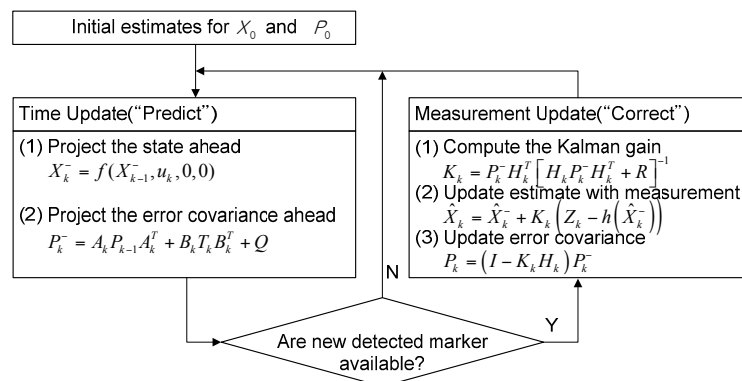 Initial estimates for X₀ and P₀
Time Update("Predict")
(1) Project the state ahead
X_k^- = f(X_{k-1}^-, u_k, 0, 0)
(2) Project the error covariance ahead
P_k^- = A_k P_{k-1} A_k^T + B_k T_k B_k^T + Q
Measurement Update("Correct")
(1) Compute the Kalman gain
K_k = P_k^- H_k^T [H_k P_k^- H_k^T + R]^{-1}
(2) Update estimate with measurement
X̂_k = X̂_k^- + K_k (Z_k - h(X̂_k^-))
(3) Update error covariance
P_k = (I - K_k H_k) P_k^-
N
Y
Are new detected marker
available?